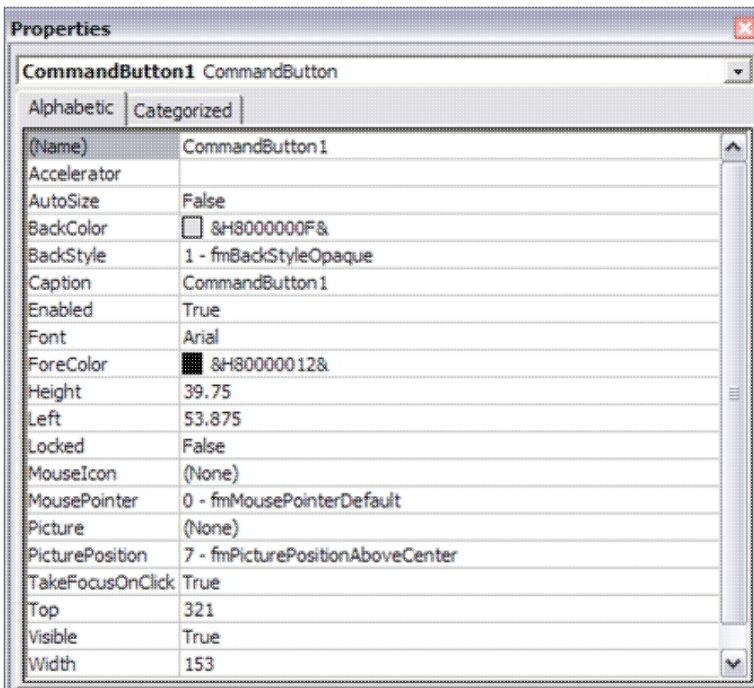 Properties
CommandButton1 CommandButton
Alphabetic Categorized
(Name) CommandButton1
Accelerator
AutoSize False
BackColor &H8000000F&
BackStyle 1 - fmBackStyleOpaque
Caption CommandButton1
Enabled True
Font Arial
ForeColor &H80000012&
Height 39.75
Left 53.875
Locked False
MouseIcon (None)
MousePointer 0 - fmMousePointerDefault
Picture (None)
PicturePosition 7 - fmPicturePositionAboveCenter
TakeFocusOnClick True
Top 321
Visible True
Width 153